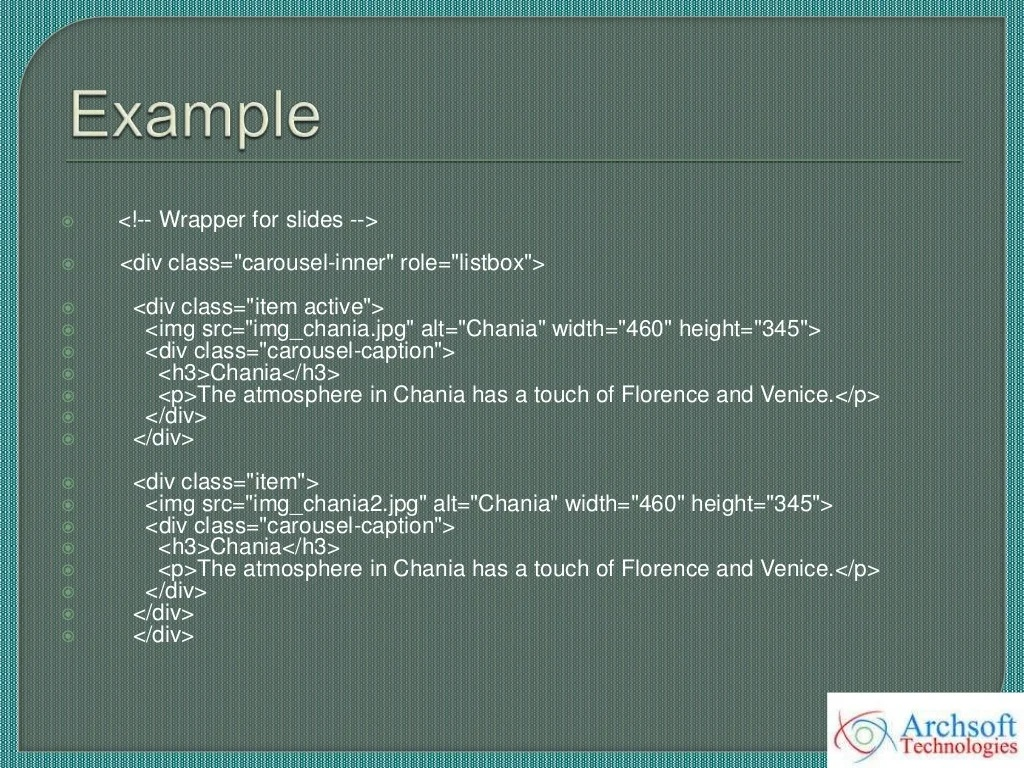 Example
<!-- Wrapper for slides -->
<div class="carousel-inner" role="listbox">
<div class="item active">
<img src="img_chania.jpg" alt="Chania" width="460" height="345">
<div class="carousel-caption">
<h3>Chania</h3>
<p>The atmosphere in Chania has a touch of Florence and Venice.</p>
</div>
</div>
<div class="item">
<img src="img_chania2.jpg" alt="Chania" width="460" height="345">
<div class="carousel-caption">
<h3>Chania</h3>
<p>The atmosphere in Chania has a touch of Florence and Venice.</p>
</div>
</div>
</div>
Archsoft
Technologies